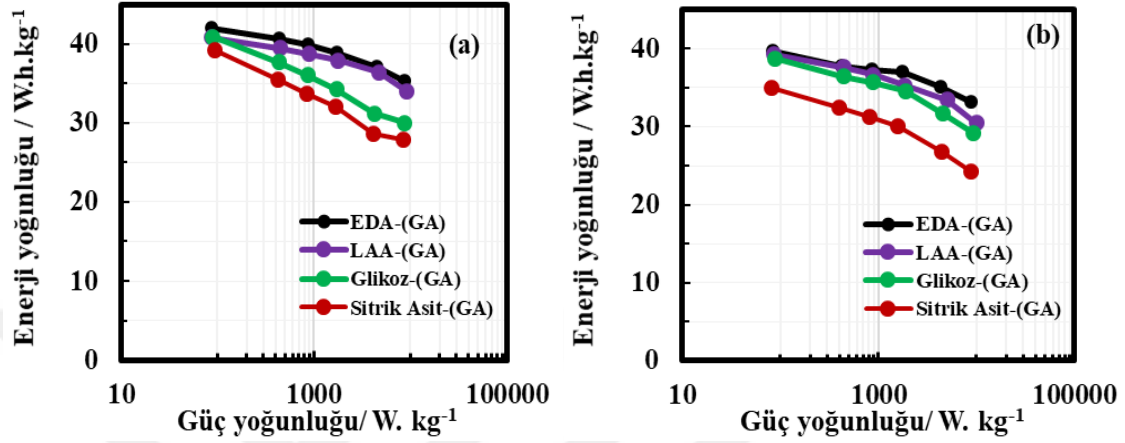 (a)
Enerji yoğınluğu / W.h.kg⁻¹
40
30
20
10
0
EDA-(GA)
LAA-(GA)
Glikoz-(GA)
Sitrik Asit-(GA)
10 1000 100000
Güç yoğunluğu/ W. kg⁻¹
(b)
Enerji yoğınluğu / W.h.kg⁻¹
40
30
20
10
0
EDA-(GA)
LAA-(GA)
Glikoz-(GA)
Sitrik Asit-(GA)
10 1000 100000
Güç yoğunluğu/ W. kg⁻¹